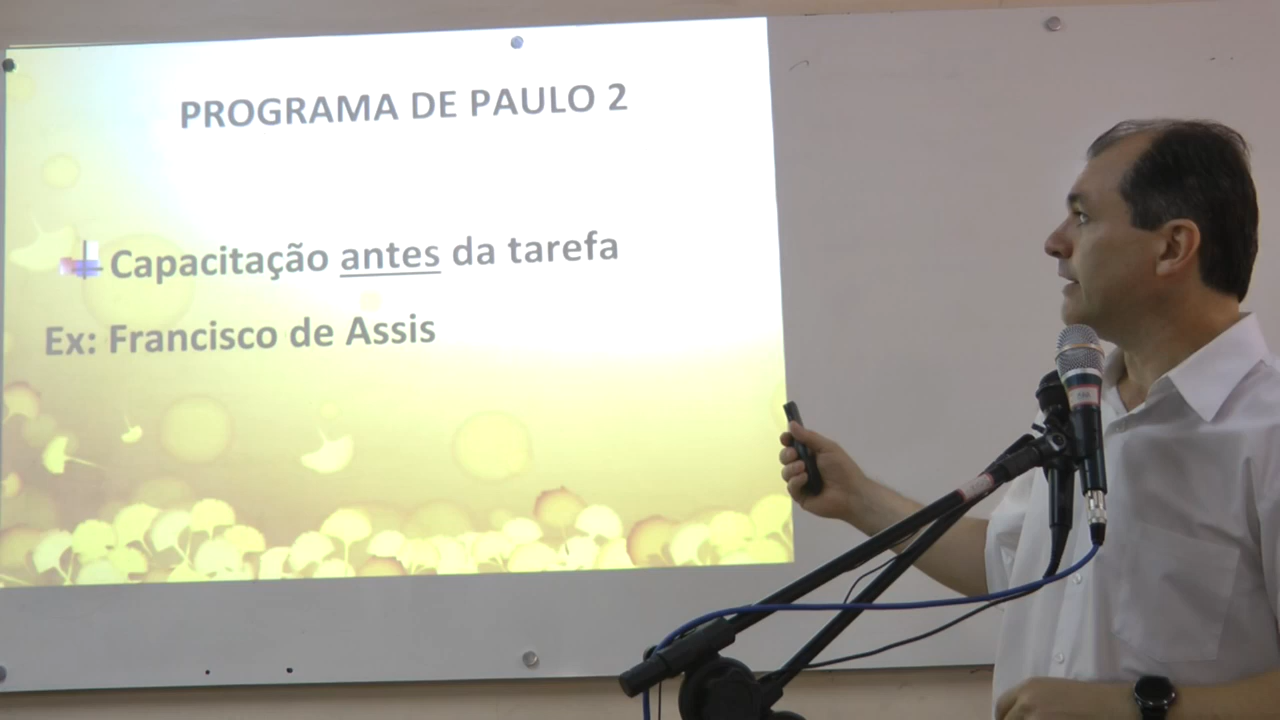 PROGRAMA DE PAULO 2
Capacitação antes da tarefa
Ex: Francisco de Assis